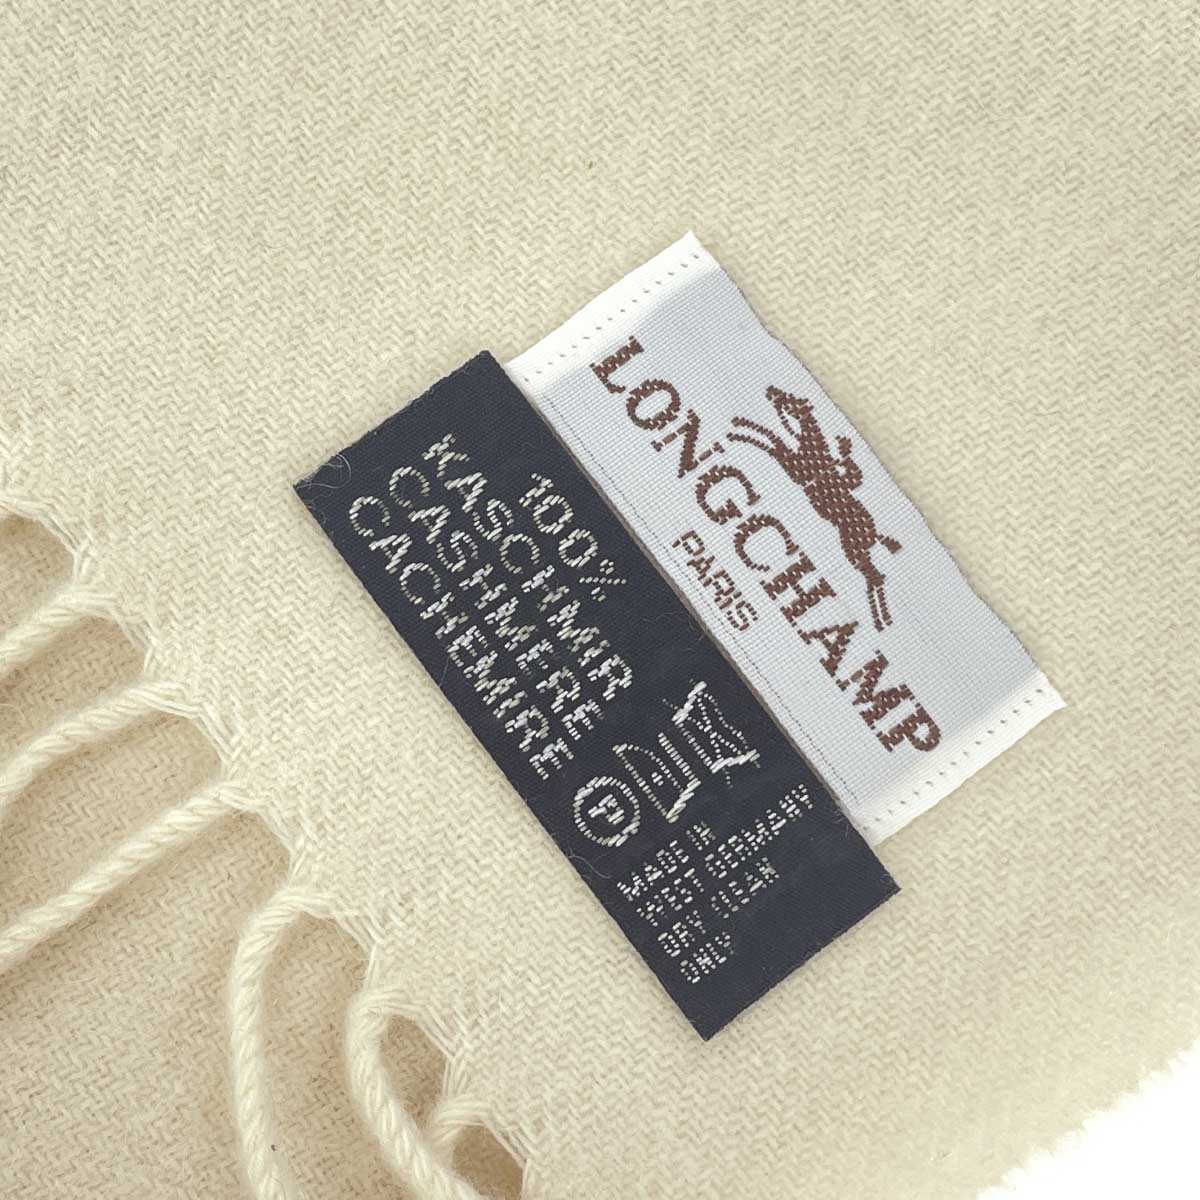 LONGCHAMP
PARIS
100%
KASCHMIR
CASHMERE
CACHEMIRE
P
MADE IN
WEST GERMANY
DRY CLEAN
ONLY